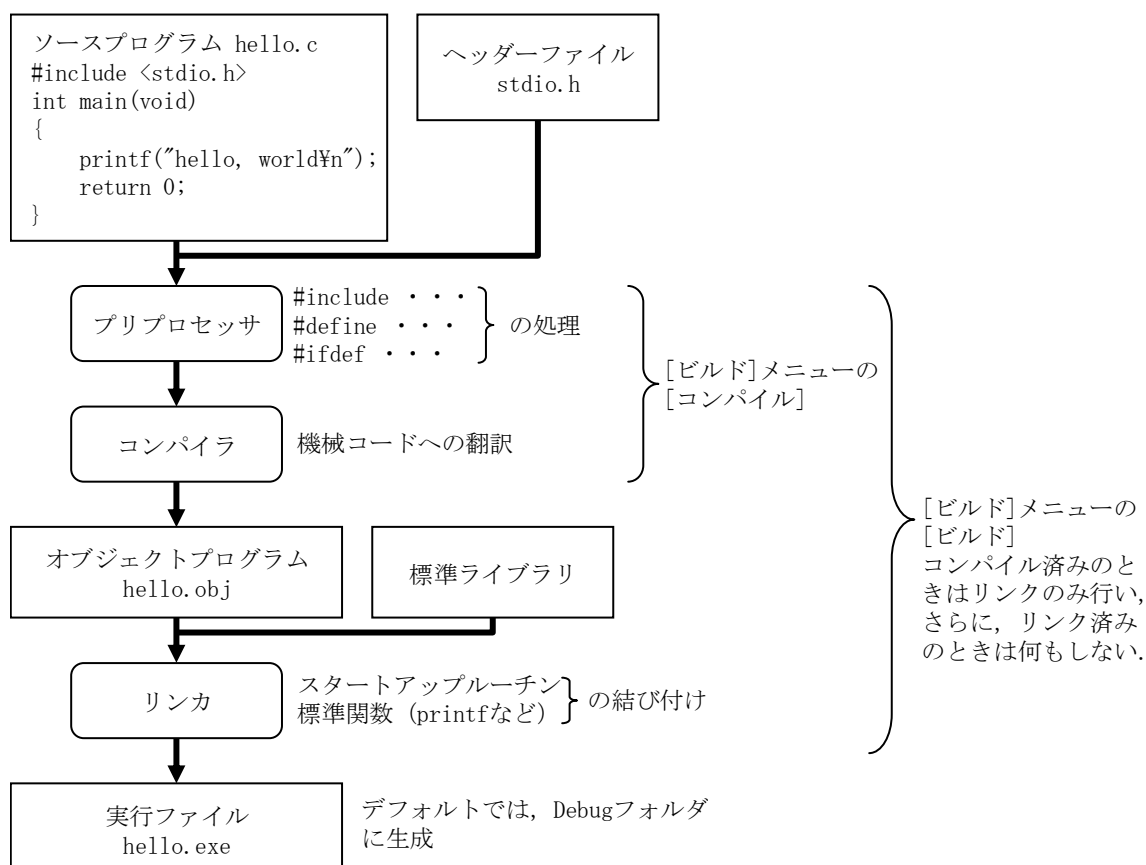 ソースプログラム hello.c
#include <stdio.h>
int main(void)
{
printf("hello, world¥n");
return 0;
}
ヘッダーファイル
stdio.h
プリプロセッサ
#include ・・・
#define ・・・
#ifdef ・・・
の処理
[ビルド]メニューの
[コンパイル]
コンパイラ
機械コードへの翻訳
[ビルド]メニューの
[ビルド]
コンパイル済みのと
きはリンクのみ行い,
さらに, リンク済み
のときは何もしない.
オブジェクトプログラム
hello.obj
標準ライブラリ
リンカ
スタートアップルーチン
標準関数 (printfなど)
の結び付け
実行ファイル
hello.exe
デフォルトでは, Debugフォルダ
に生成